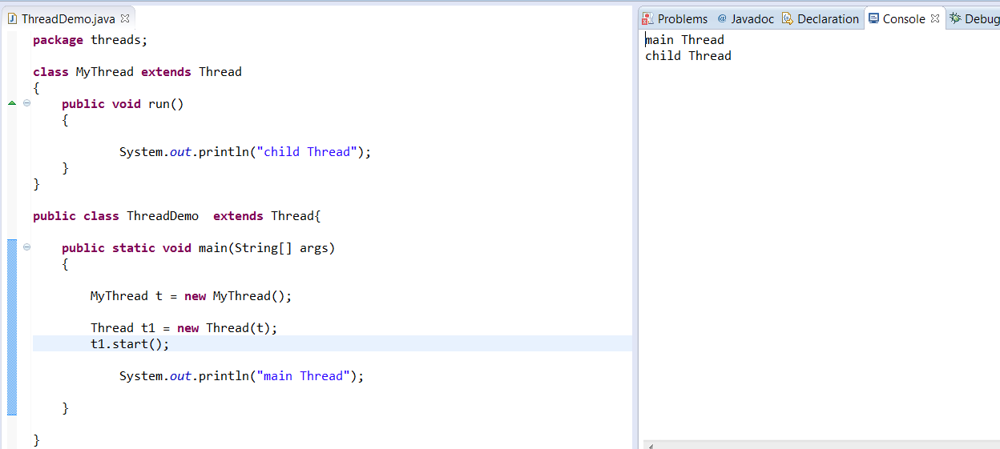 ThreadDemo.java
package threads;
class MyThread extends Thread
{
public void run()
{
System.out.println("child Thread");
}
}
public class ThreadDemo  extends Thread{
public static void main(String[] args)
{
MyThread t = new MyThread();
Thread t1 = new Thread(t);
t1.start();
System.out.println("main Thread");
}
}
Problems @ Javadoc Declaration Console Debug
main Thread
child Thread